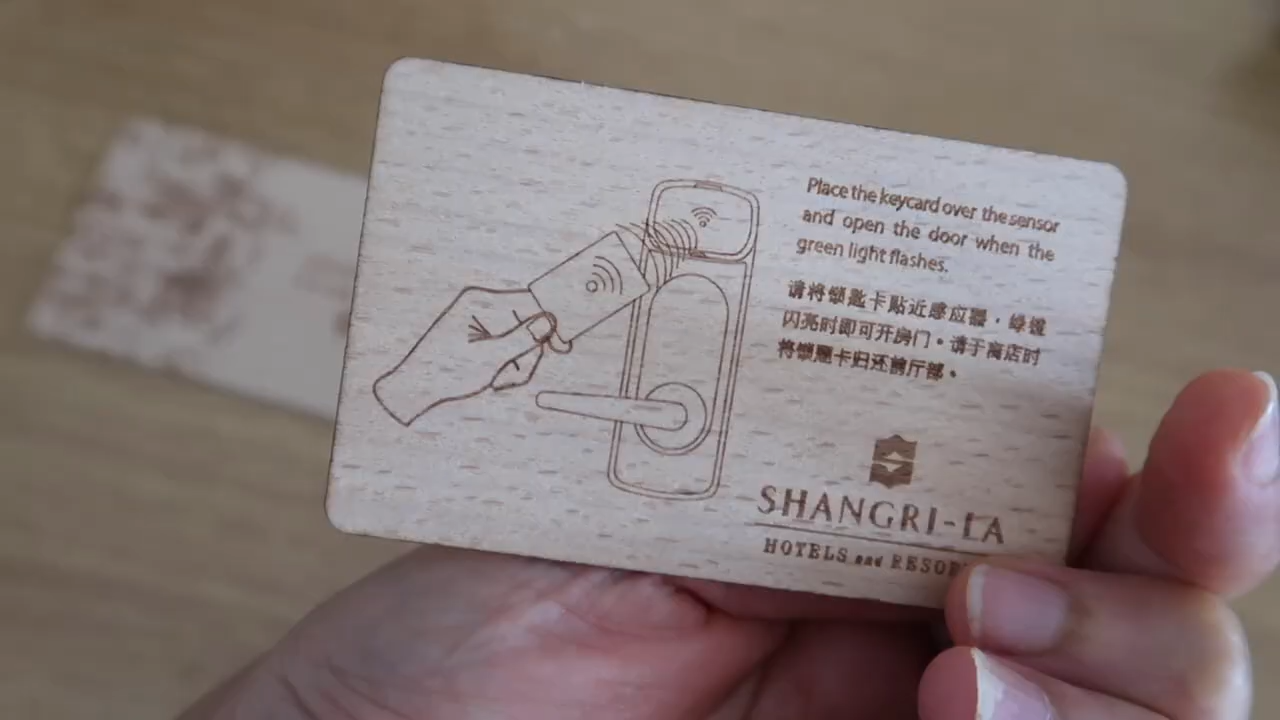 Place the keycard over the sensor
and open the door when the
green light flashes.
请将锁匙卡贴近感应器,绿镫
闪亮时即可开房门。请于离店时
将锁匙卡归还前厅部。
SHANGRI-LA
HOTELS and